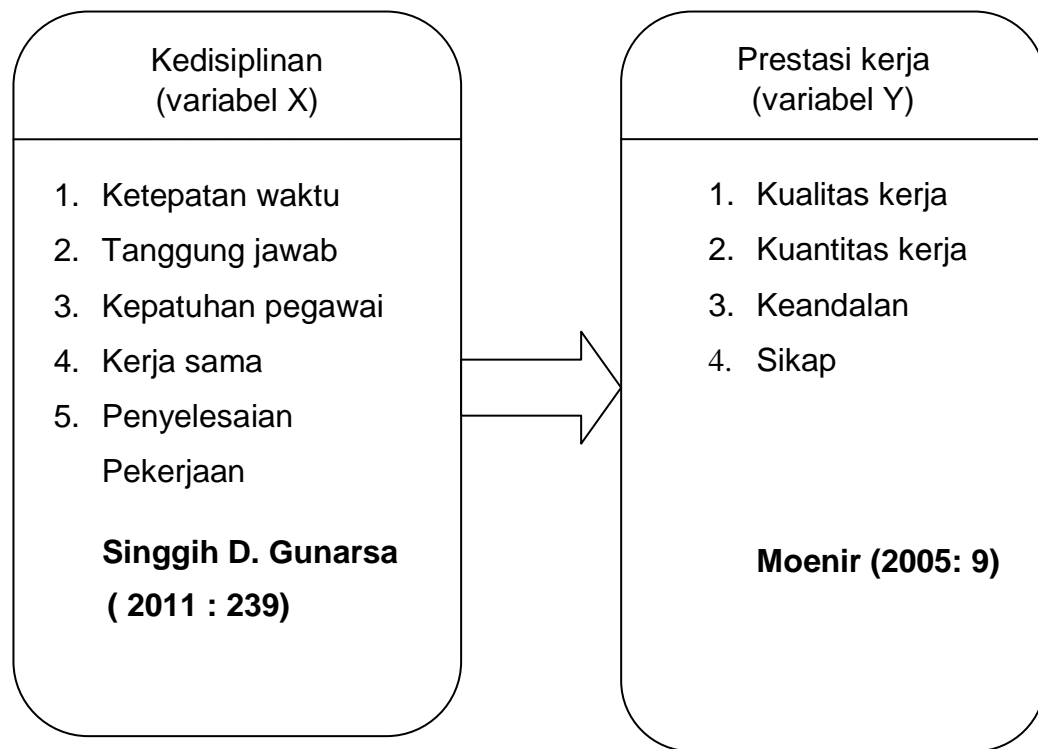 Kedisiplinan
(variabel X)
1. Ketepatan waktu
2. Tanggung jawab
3. Kepatuhan pegawai
4. Kerja sama
5. Penyelesaian
Pekerjaan
Singgih D. Gunarsa
( 2011 : 239)
Prestasi kerja
(variabel Y)
1. Kualitas kerja
2. Kuantitas kerja
3. Keandalan
4. Sikap
Moenir (2005: 9)